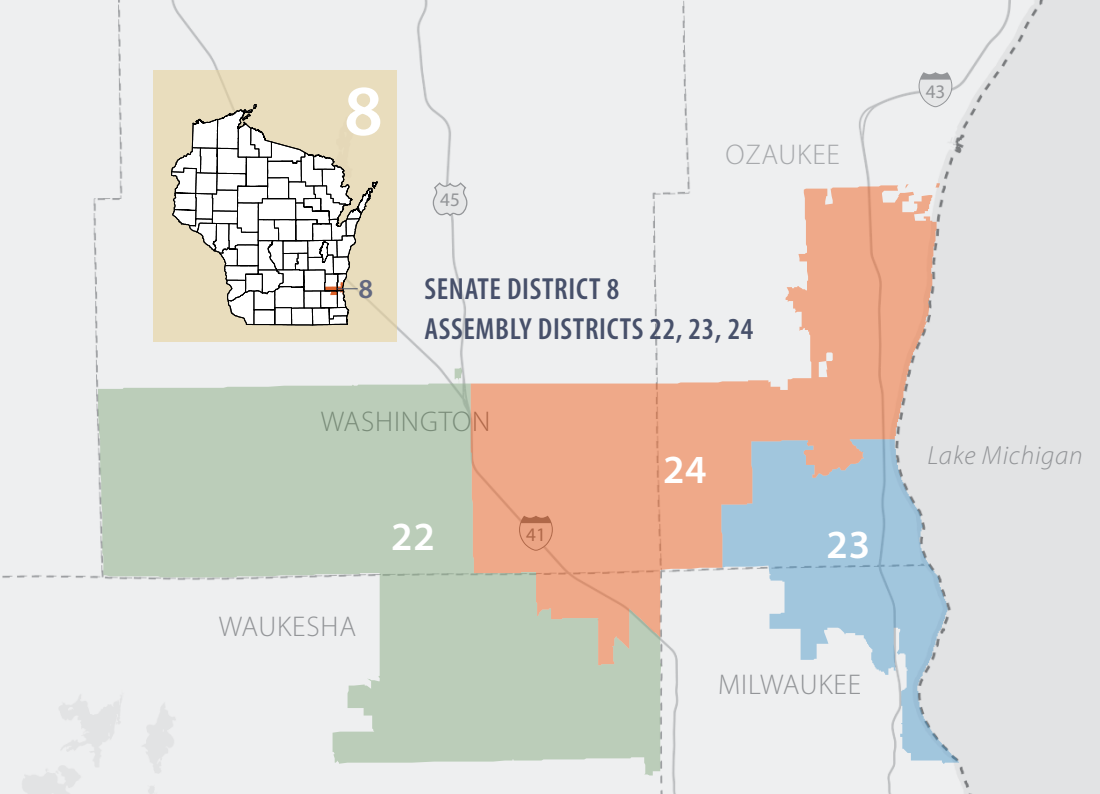 43
OZAUKEE
8
45
8
SENATE DISTRICT 8
ASSEMBLY DISTRICTS 22, 23, 24
WASHINGTON
24
Lake Michigan
22
41
23
WAUKESHA
MILWAUKEE